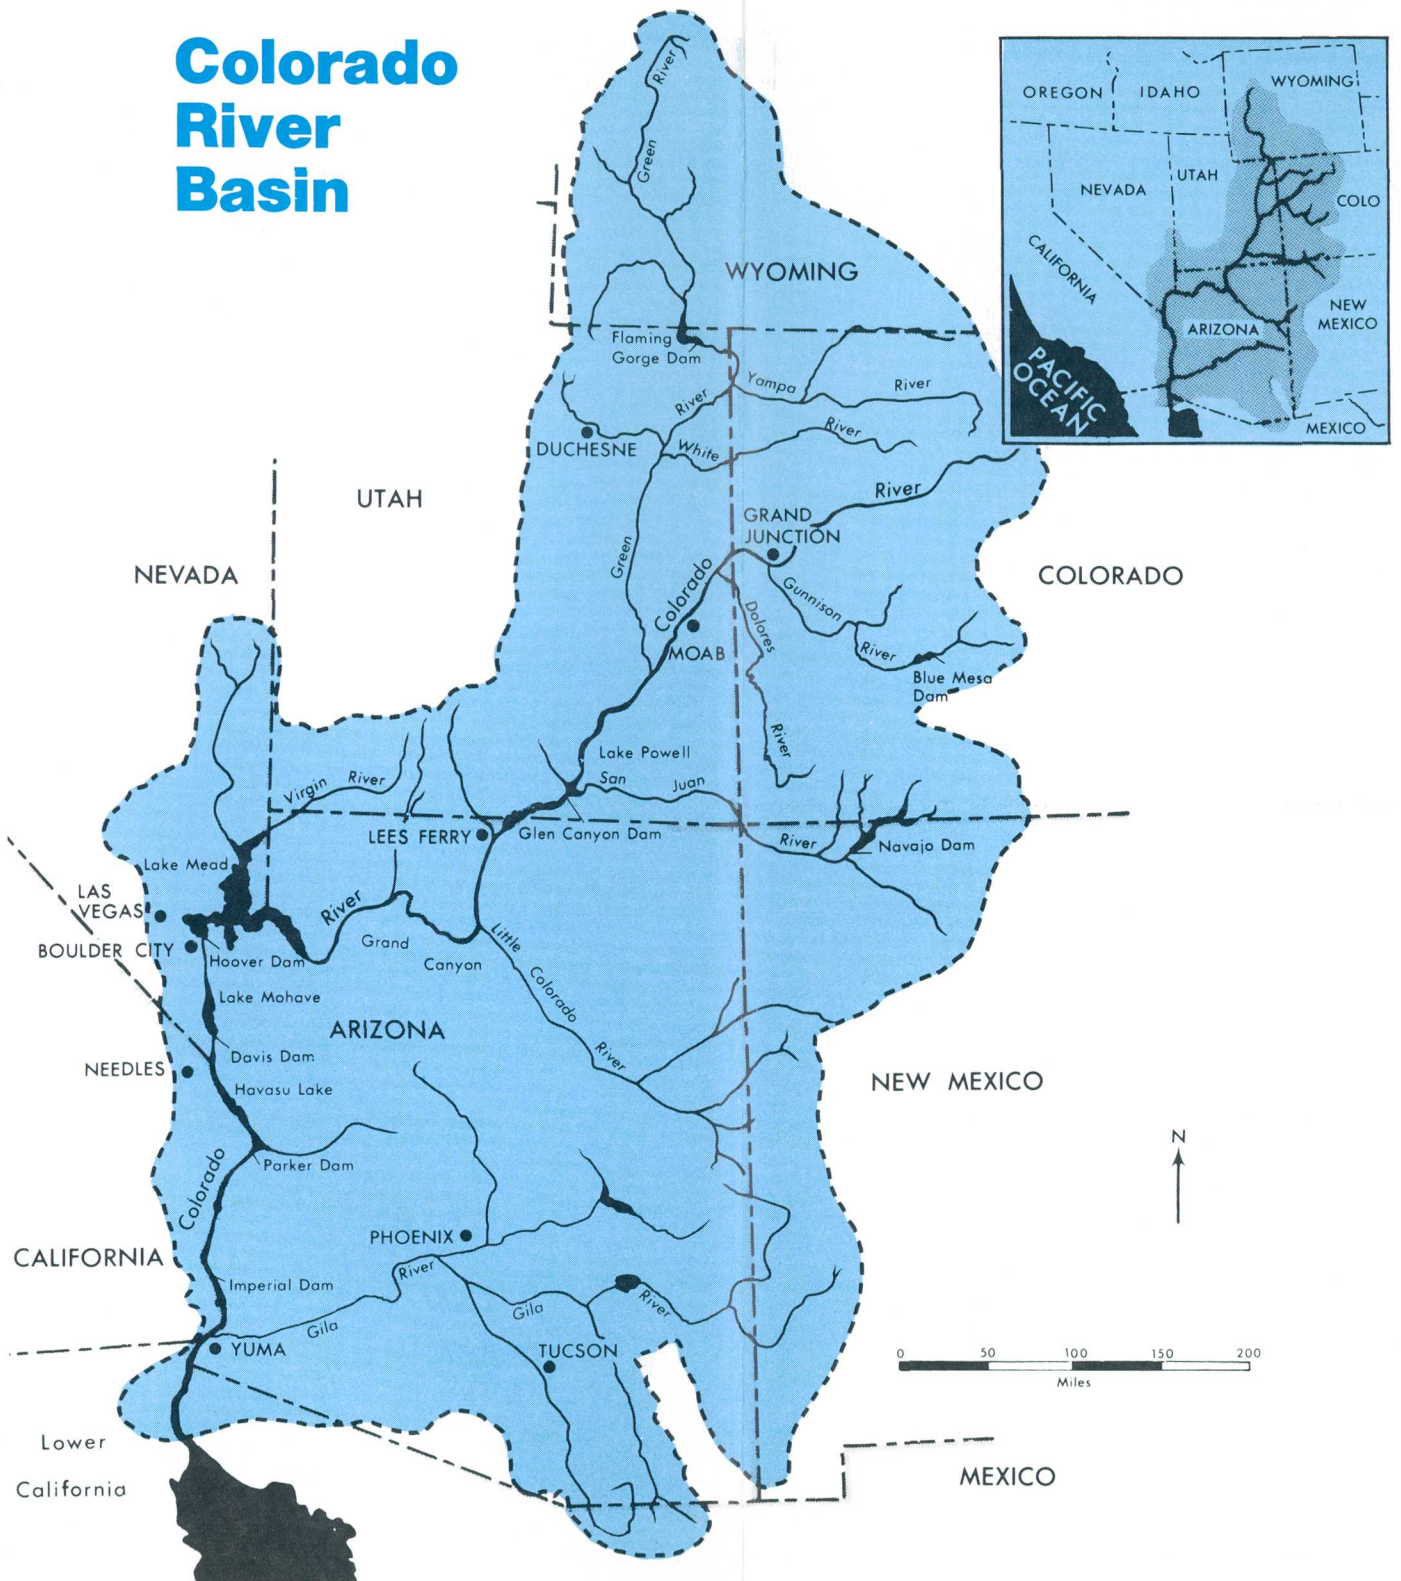 Colorado
River
Basin
River
Green
WYOMING
Flaming
Gorge Dam
Yampa
River
River
DUCHESNE
White
River
UTAH
River
GRAND
JUNCTION
NEVADA
Green
Colorado
Gunnison
Dolores
COLORADO
MOAB
River
Blue Mesa
Dam
River
Lake Powell
San
Juan
Virgin
River
LEES FERRY
Glen Canyon Dam
River
Navajo Dam
Lake Mead
LAS
VEGAS
River
Grand
Canyon
Little
Colorado
River
BOULDER CITY
Hoover Dam
Lake Mohave
ARIZONA
Davis Dam
NEEDLES
Havasu Lake
NEW MEXICO
Parker Dam
Colorado
N
PHOENIX
CALIFORNIA
River
Imperial Dam
Gila
Gila
River
YUMA
TUCSON
0 50 100 150 200
Miles
Lower
California
MEXICO
OREGON
IDAHO
WYOMING
NEVADA
UTAH
COLO
CALIFORNIA
ARIZONA
NEW
MEXICO
PACIFIC
OCEAN
MEXICO